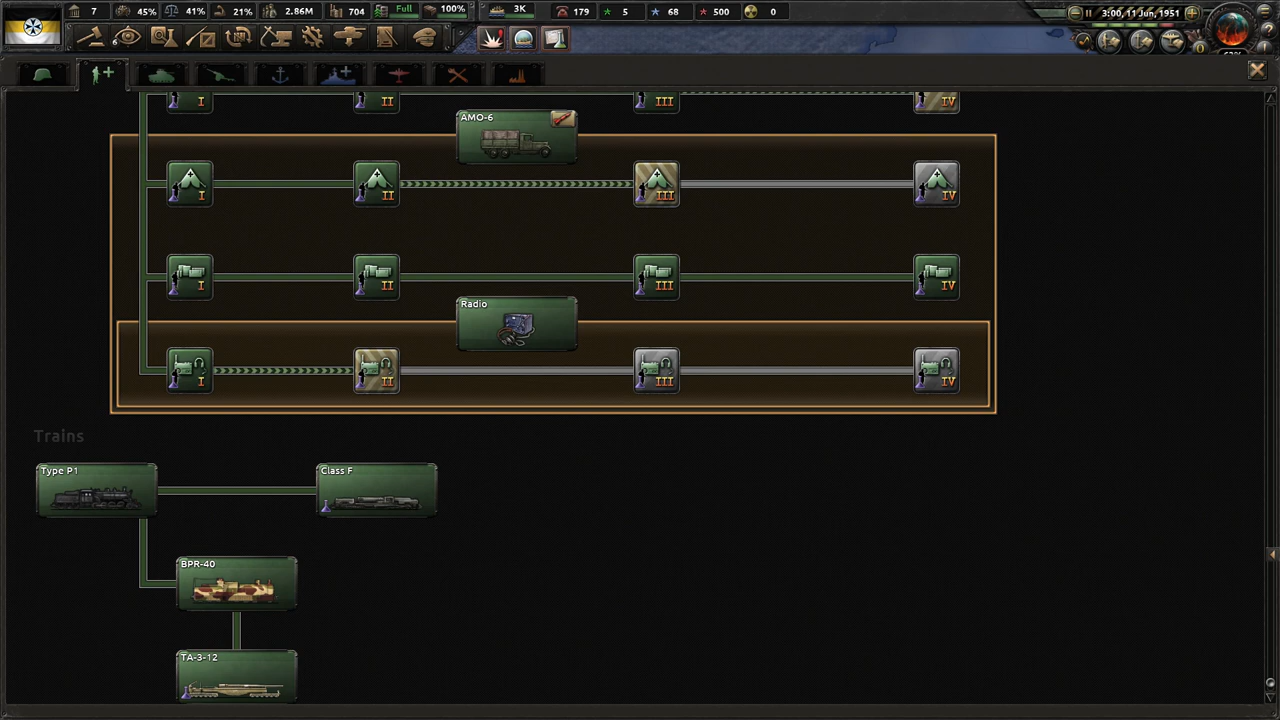 7 45% 41% 21% 2.86M 704 Full 100% 3K 179 5 68 500 0 3:00, 11 Jun, 1951
0
I II III IV
AMO-6
I II III IV
I II III IV
Radio
I II III IV
Trains
Type P1 Class F
BPR-40
TA-3-12